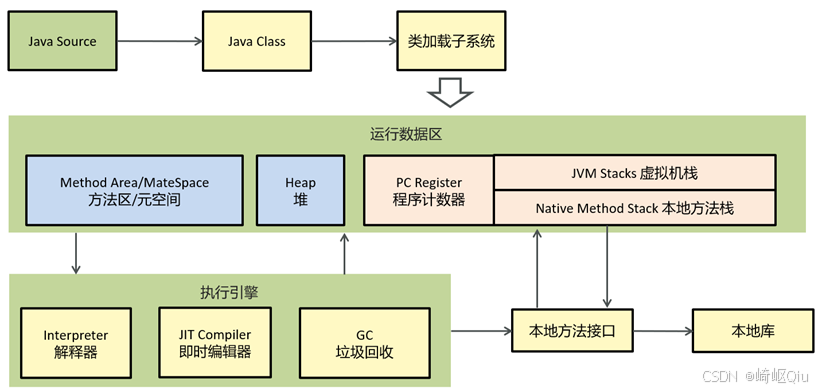 Java Source
Java Class
类加载子系统
运行数据区
Method Area/MateSpace
方法区/元空间
Heap
堆
PC Register
程序计数器
JVM Stacks 虚拟机栈
Native Method Stack 本地方法栈
执行引擎
Interpreter
解释器
JIT Compiler
即时编辑器
GC
垃圾回收
本地方法接口
本地库
CSDN @崎岖Qiu